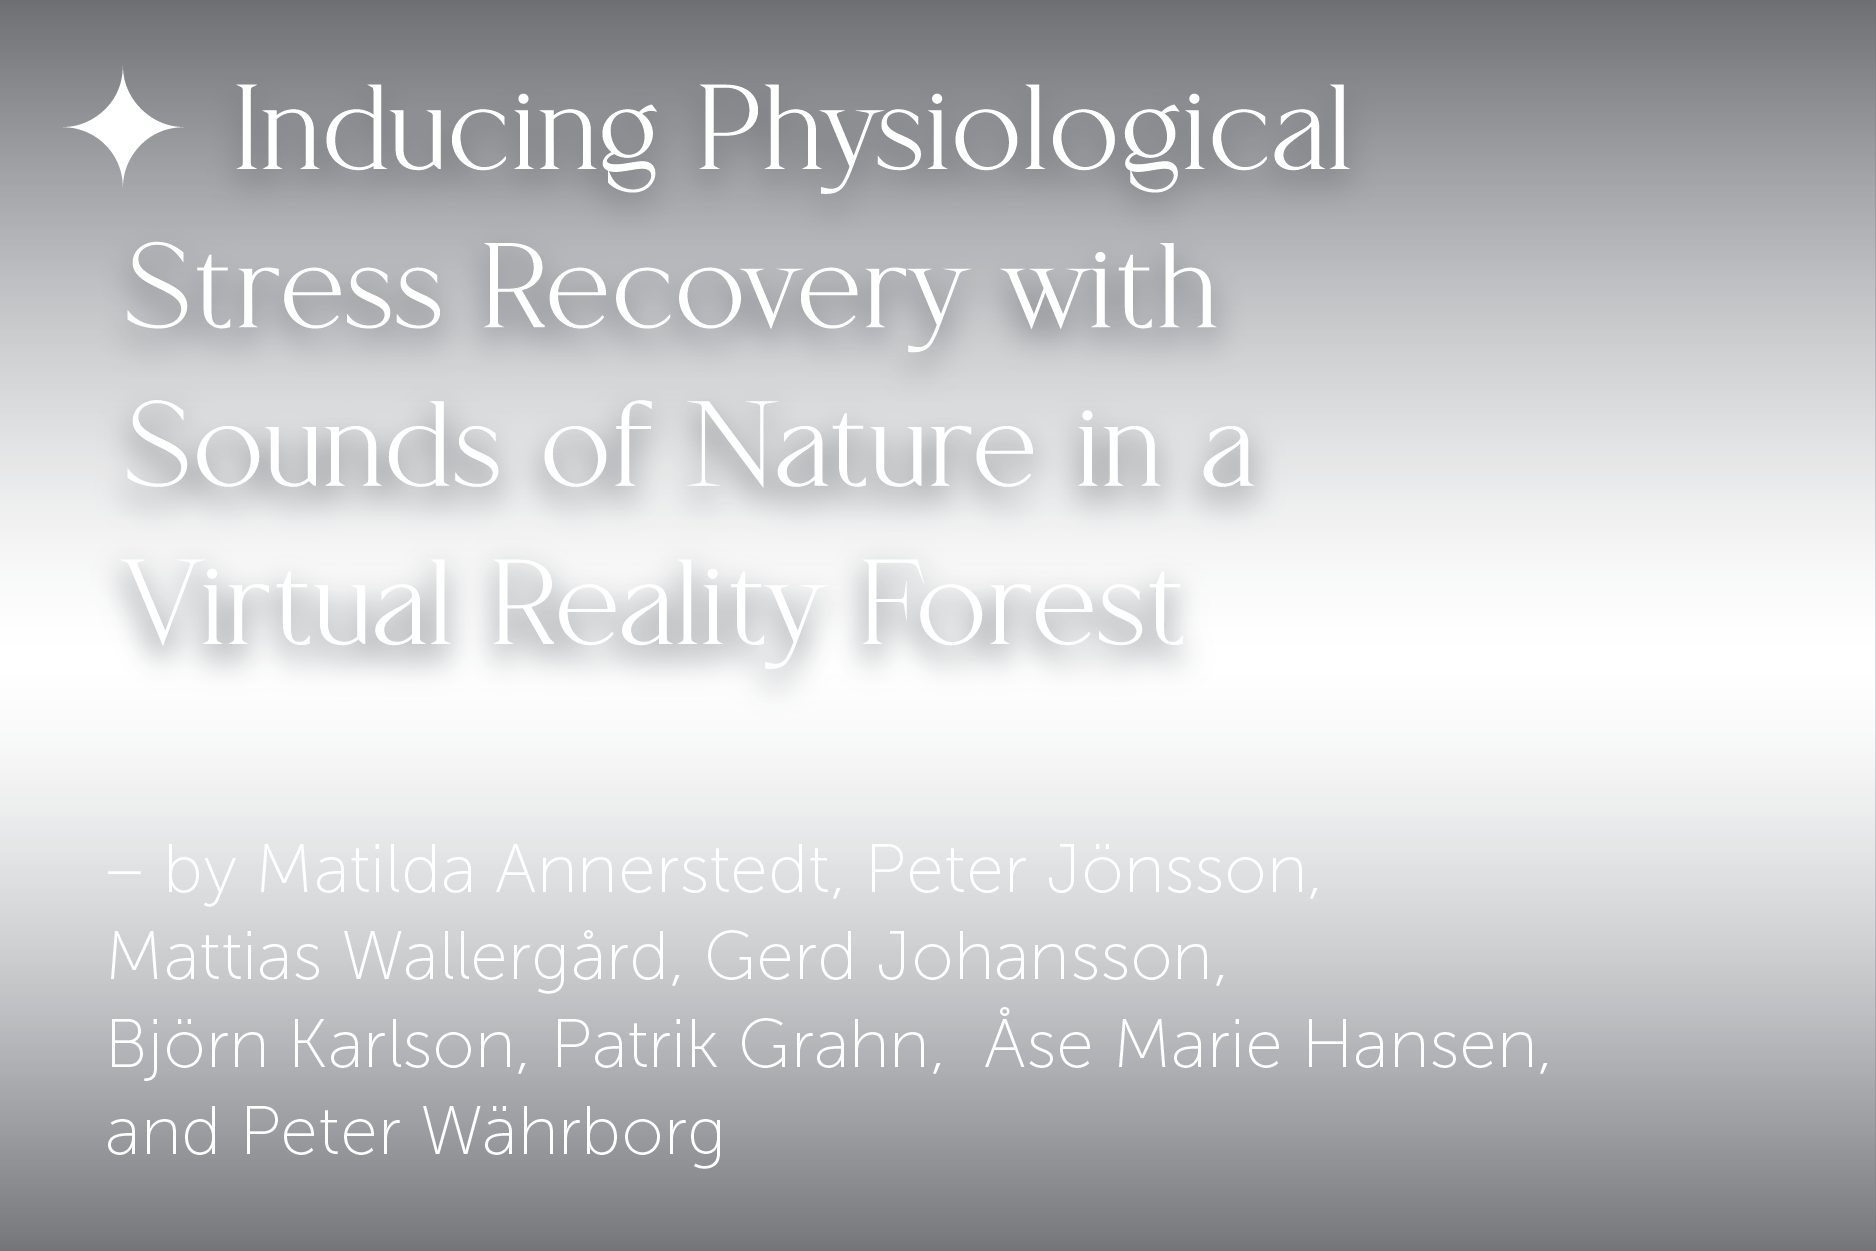 Inducing Physiological
Stress Recovery with
Sounds of Nature in a
Virtual Reality Forest
– by Matilda Annerstedt, Peter Jönsson,
Mattias Wallergård, Gerd Johansson,
Björn Karlson, Patrik Grahn,  Åse Marie Hansen,
and Peter Währborg